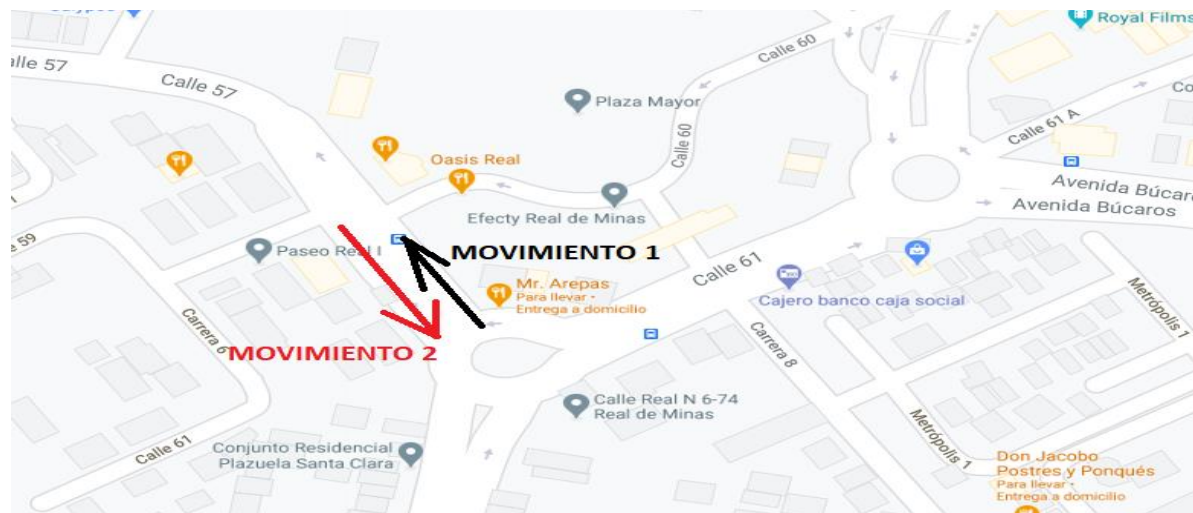 Royal Films
Calle 60
Calle 57
Calle 57
Plaza Mayor
Calle 61 A
Calle 60
Oasis Real
Avenida Búcaros
Efecty Real de Minas
Avenida Búcaros
Paseo Real I
MOVIMIENTO 1
Calle 61
Mr. Arepas
Para llevar -
Entrega a domicilio
Cajero banco caja social
Metrópolis 1
Carrera 6
Carrera 8
MOVIMIENTO 2
Calle Real N 6-74
Real de Minas
Metrópolis 1
Calle 61
Conjunto Residencial
Plazuela Santa Clara
Don Jacobo
Postres y Ponqués
Para llevar -
Entrega a domicilio